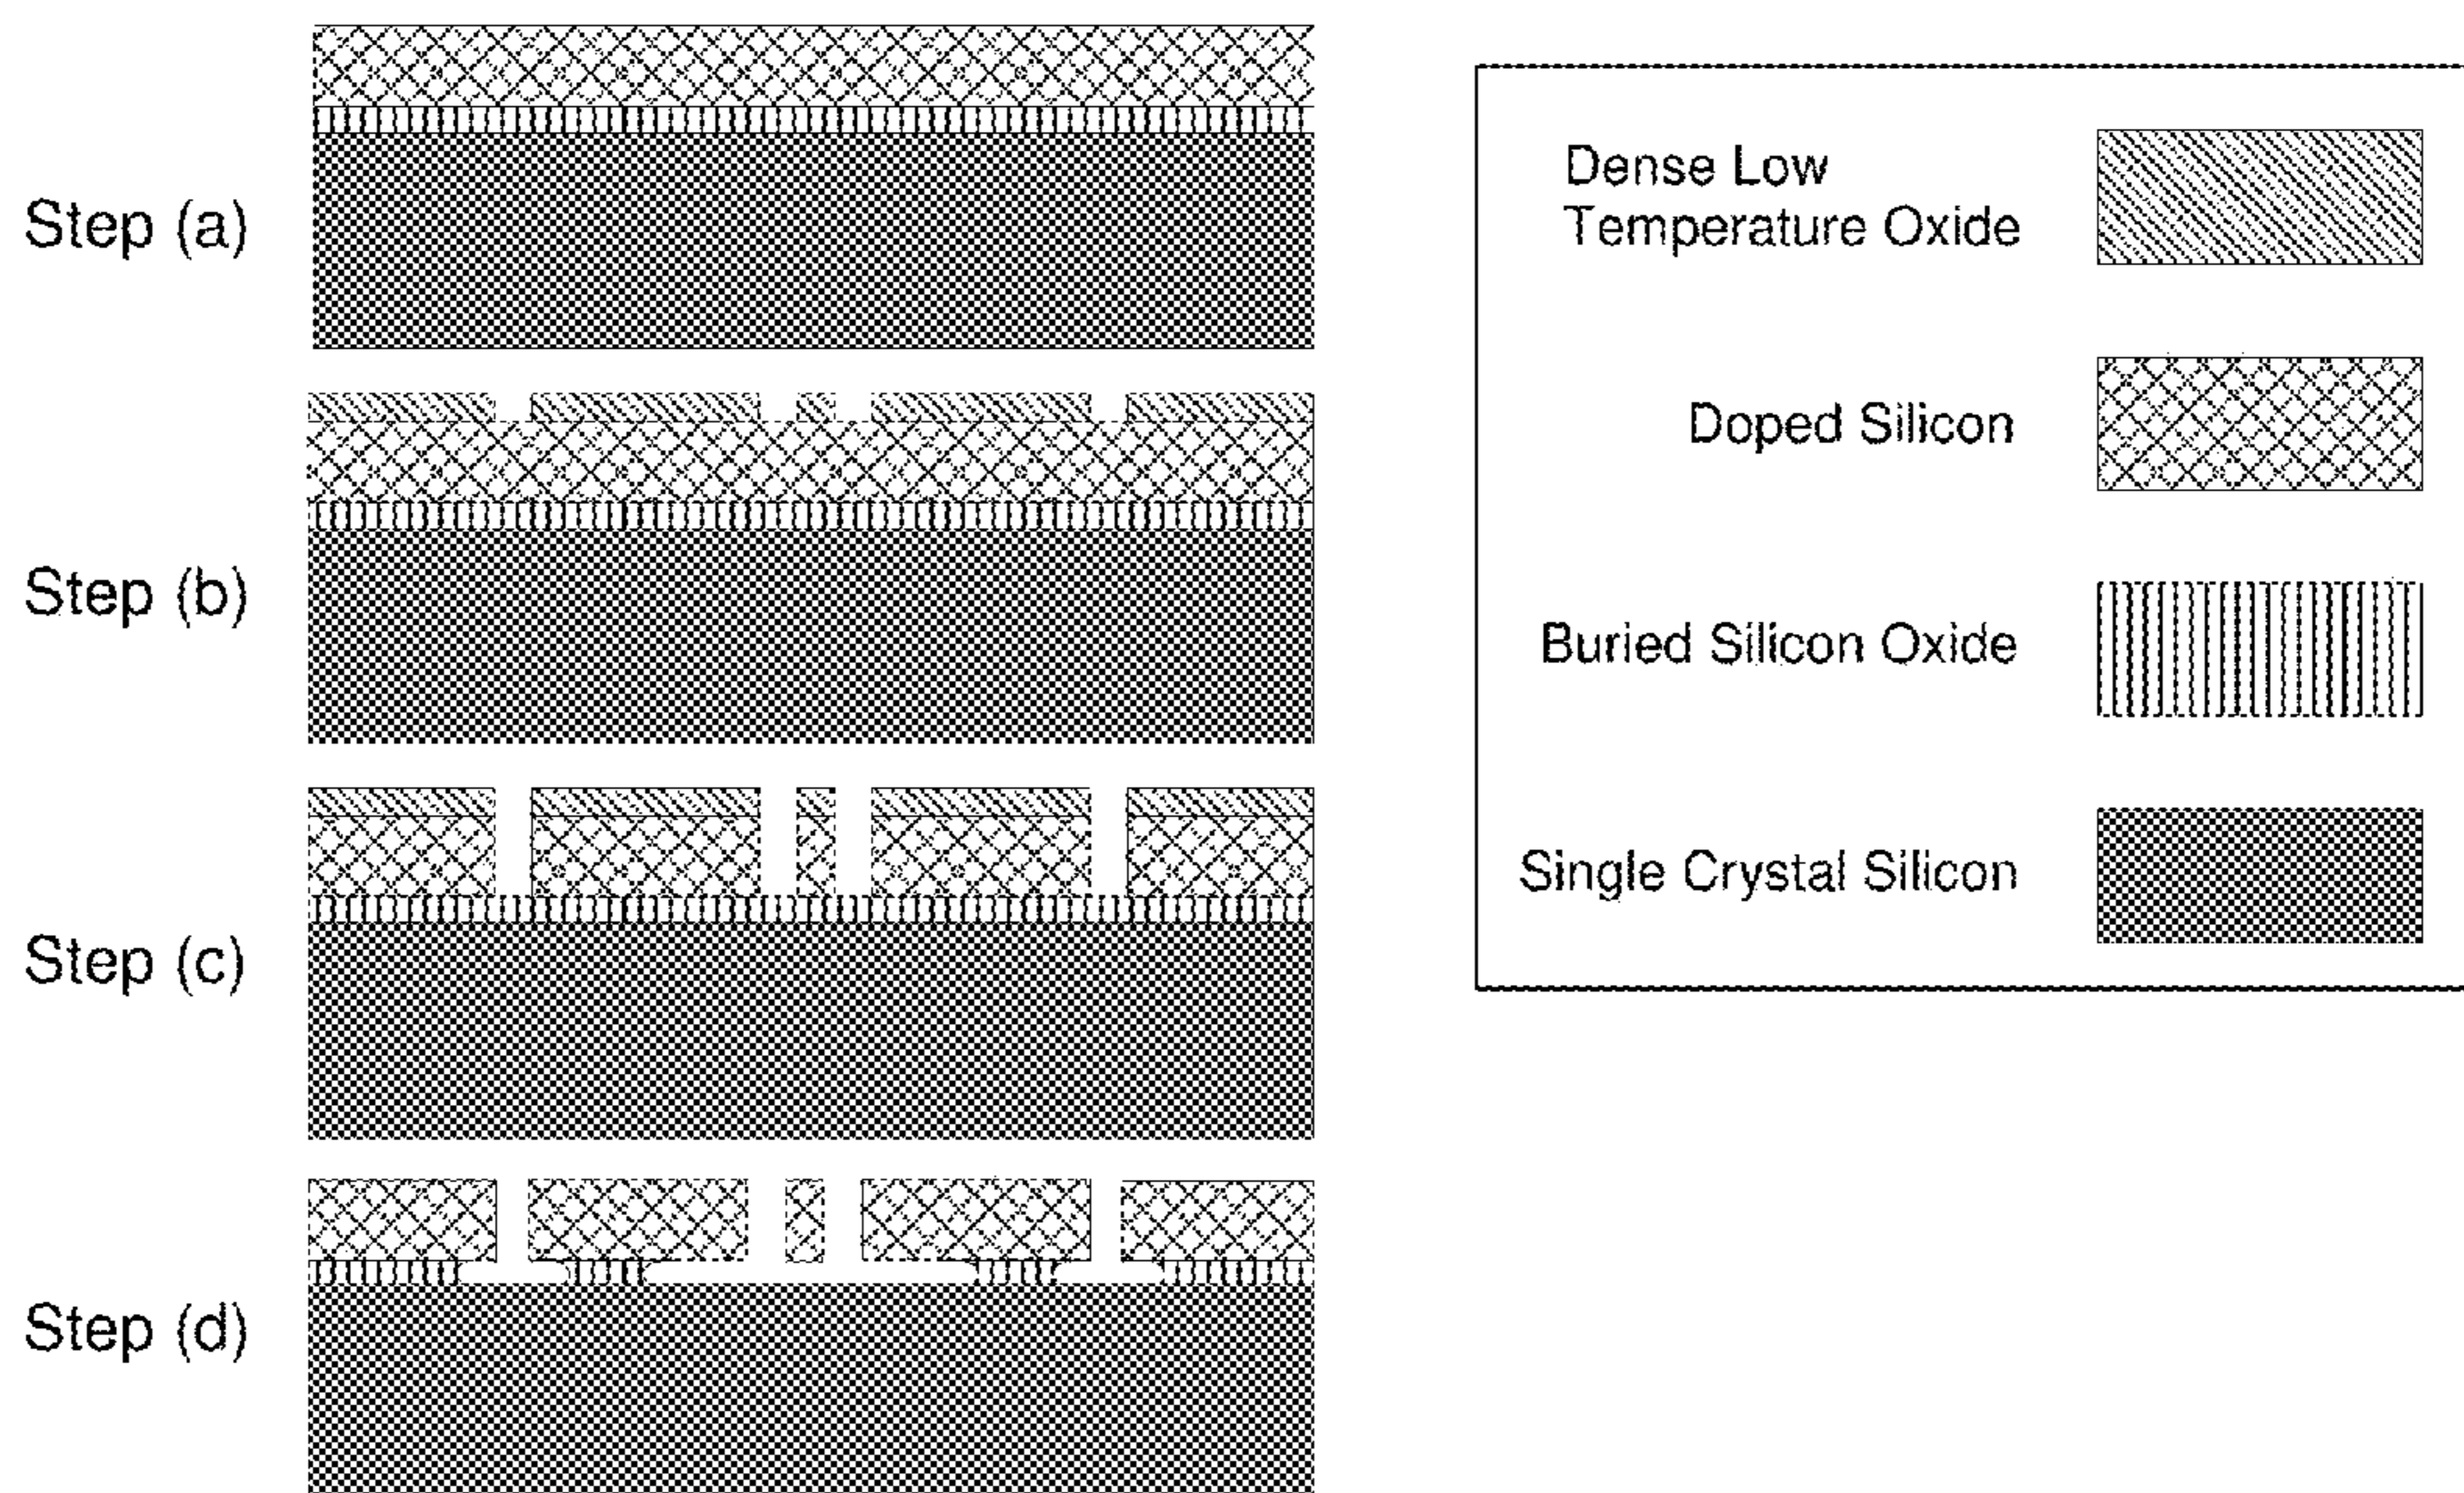 Step (a)
Step (b)
Step (c)
Step (d)
Dense Low
Temperature Oxide
Doped Silicon
Buried Silicon Oxide
Single Crystal Silicon